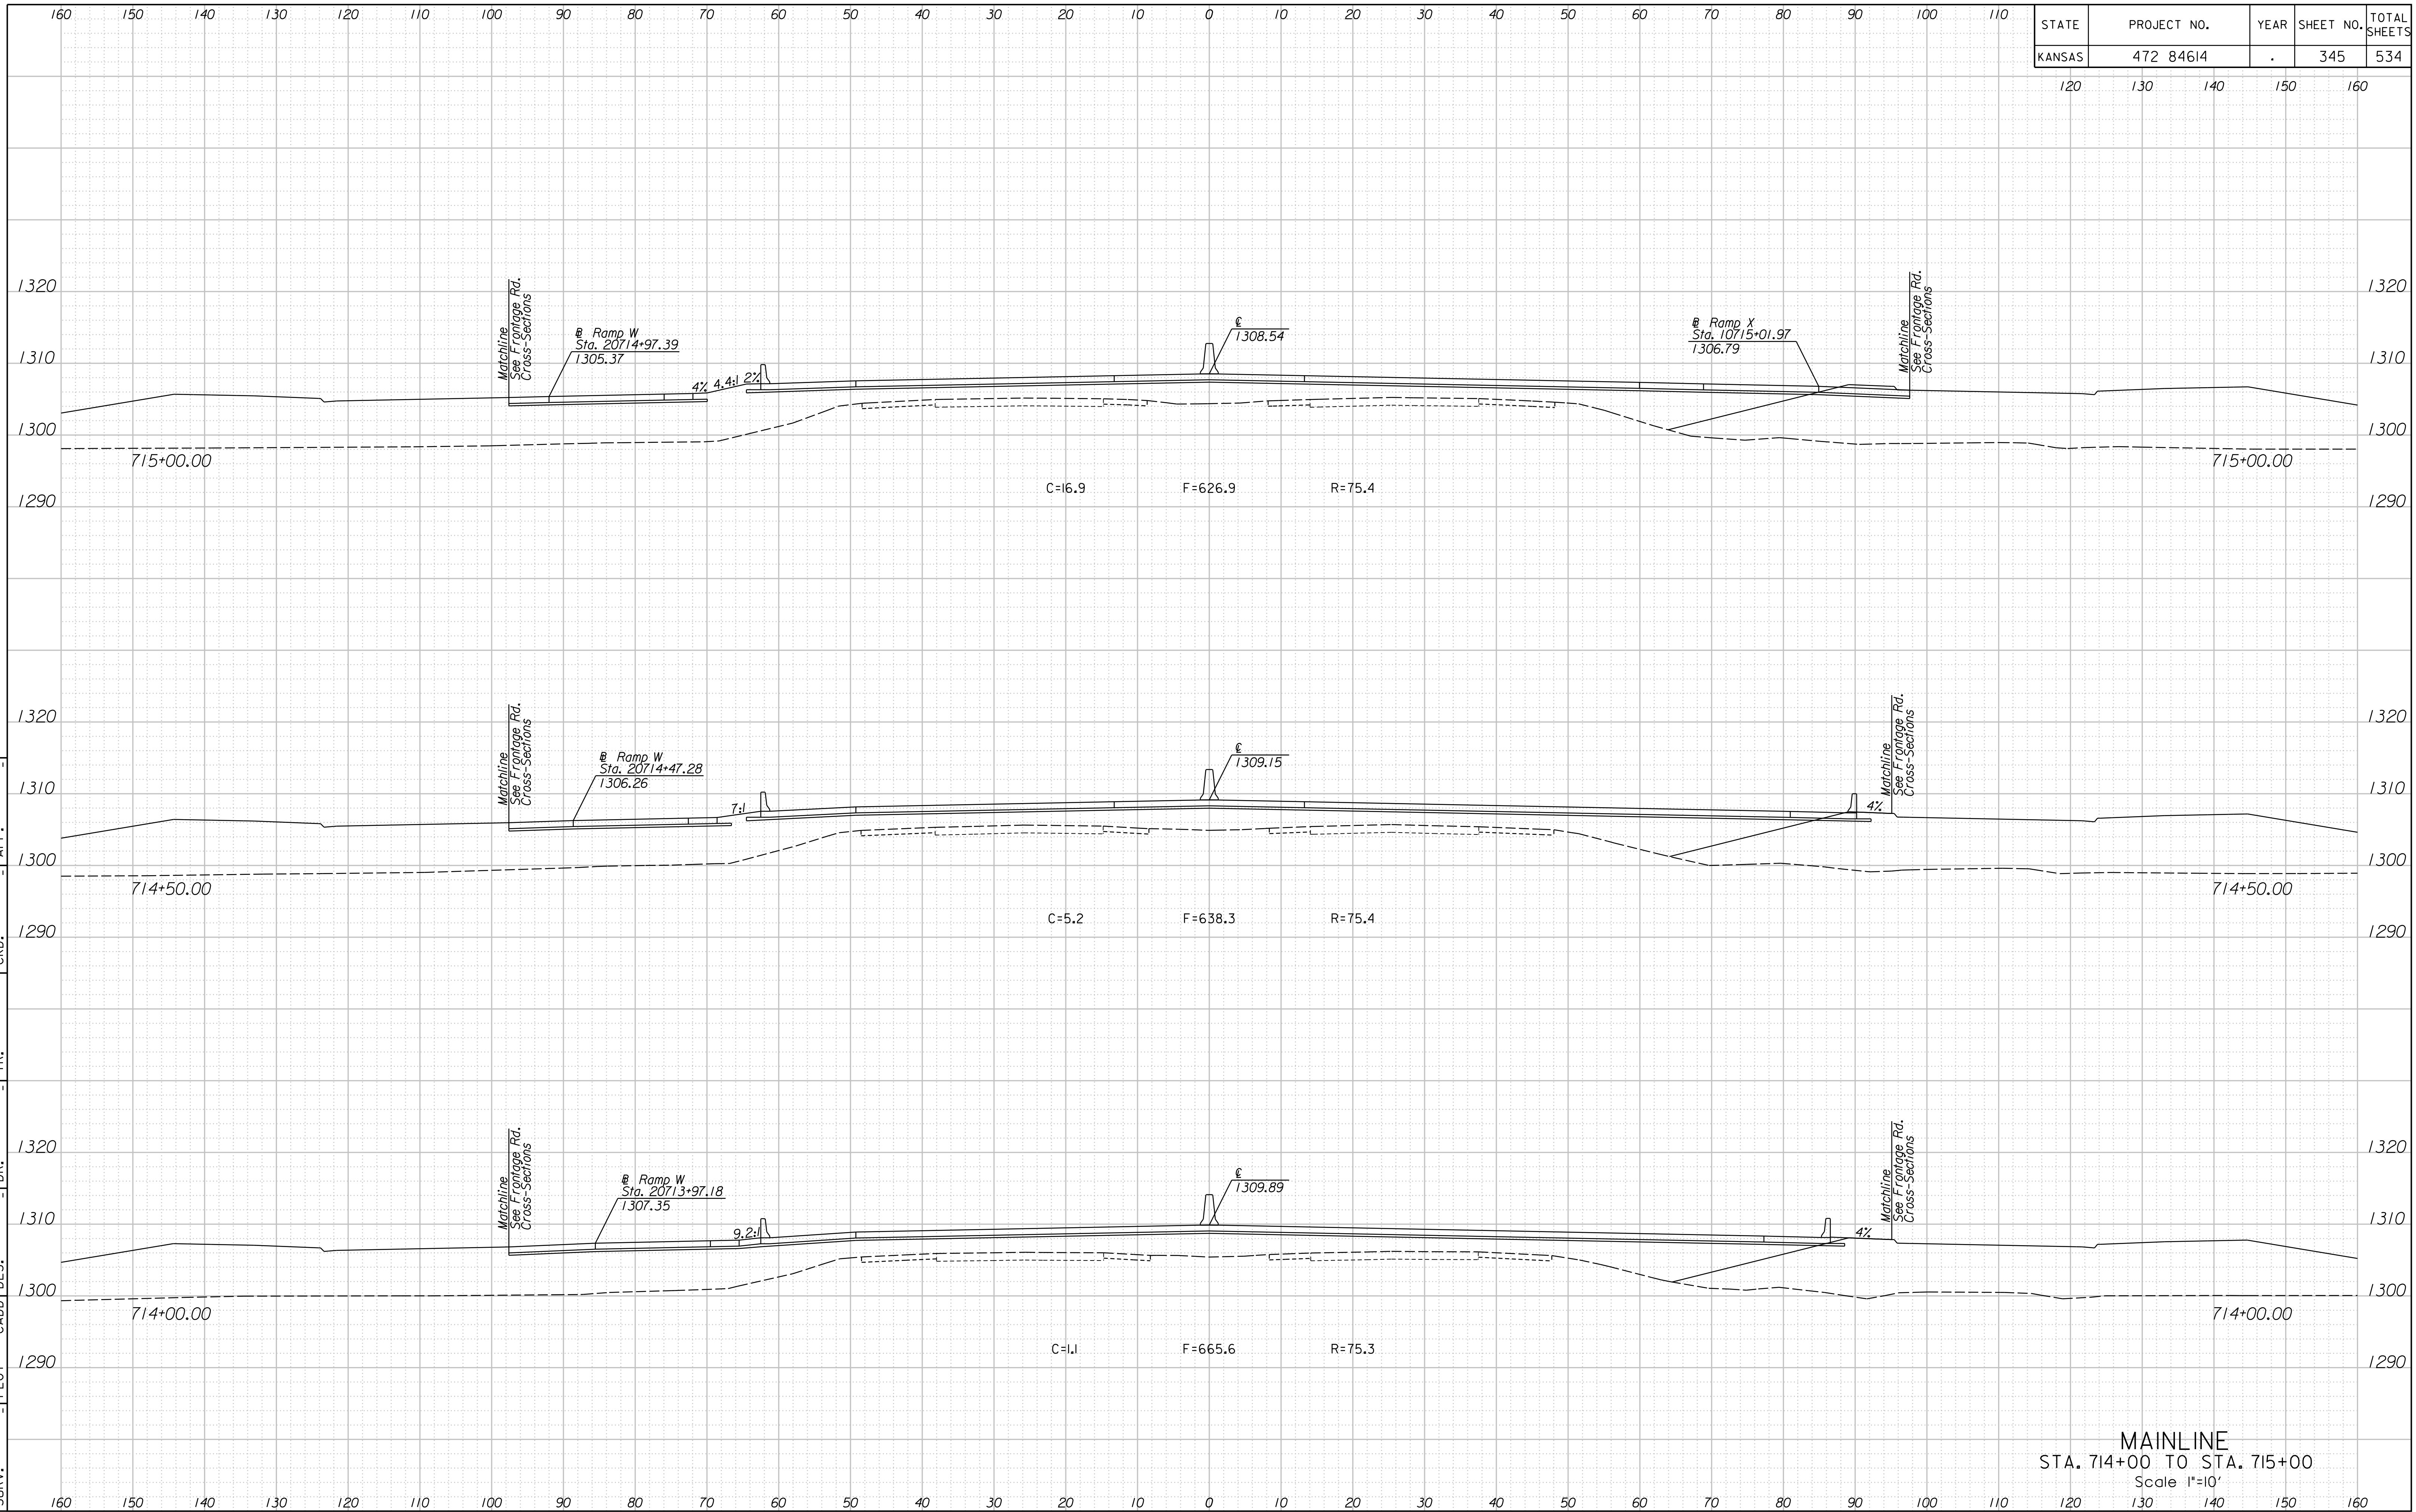 160 150 140 130 120 110 100 90 80 70 60 50 40 30 20 10 0 10 20 30 40 50 60 70 80 90 100 110
STATE PROJECT NO. YEAR SHEET NO. TOTAL SHEETS
KANSAS 472 84614 . 345 534
120 130 140 150 160
1320 1320
Matchline
See Frontage Rd.
Cross-Sections
℄ Ramp W
Sta. 20714+97.39
1305.37
℄
1308.54
℄ Ramp X
Sta. 10715+01.97
1306.79
Matchline
See Frontage Rd.
Cross-Sections
1310 1310
4% 4.4:1 2%
1300 1300
715+00.00 715+00.00
C=16.9 F=626.9 R=75.4
1290 1290
1320 1320
Matchline
See Frontage Rd.
Cross-Sections
℄ Ramp W
Sta. 20714+47.28
1306.26
℄
1309.15
Matchline
See Frontage Rd.
Cross-Sections
1310 1310
7:1 4%
1300 1300
714+50.00 714+50.00
C=5.2 F=638.3 R=75.4
1290 1290
1320 1320
Matchline
See Frontage Rd.
Cross-Sections
℄ Ramp W
Sta. 20713+97.18
1307.35
℄
1309.89
Matchline
See Frontage Rd.
Cross-Sections
1310 1310
9.2:1 4%
1300 1300
714+00.00 714+00.00
C=1.1 F=665.6 R=75.3
1290 1290
MAINLINE
STA. 714+00 TO STA. 715+00
Scale 1"=10'
160 150 140 130 120 110 100 90 80 70 60 50 40 30 20 10 0 10 20 30 40 50 60 70 80 90 100 110 120 130 140 150 160